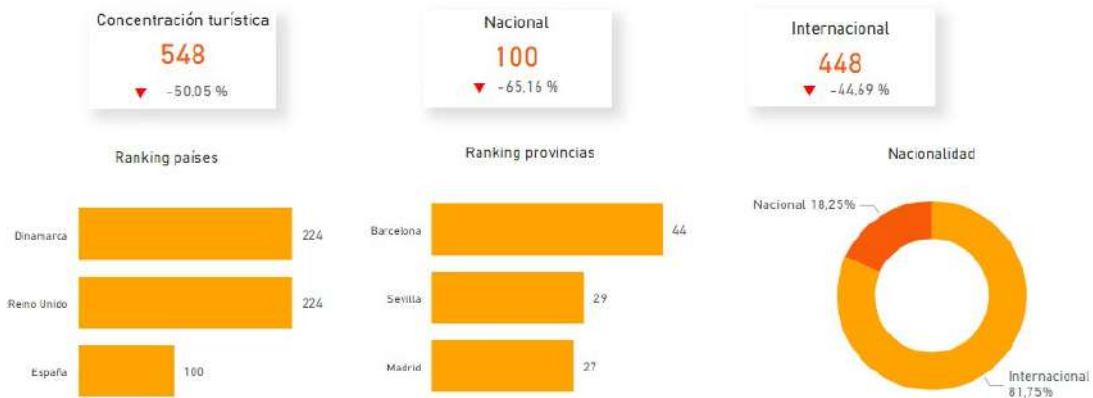 Concentración turística
548
-50,05 %
Nacional
100
-65,16 %
Internacional
448
-44,69 %
Ranking países
Dinamarca
224
Reino Unido
224
España
100
Ranking provincias
Barcelona
44
Sevilla
29
Madrid
27
Nacionalidad
Nacional 18,25%
Internacional
81,75%